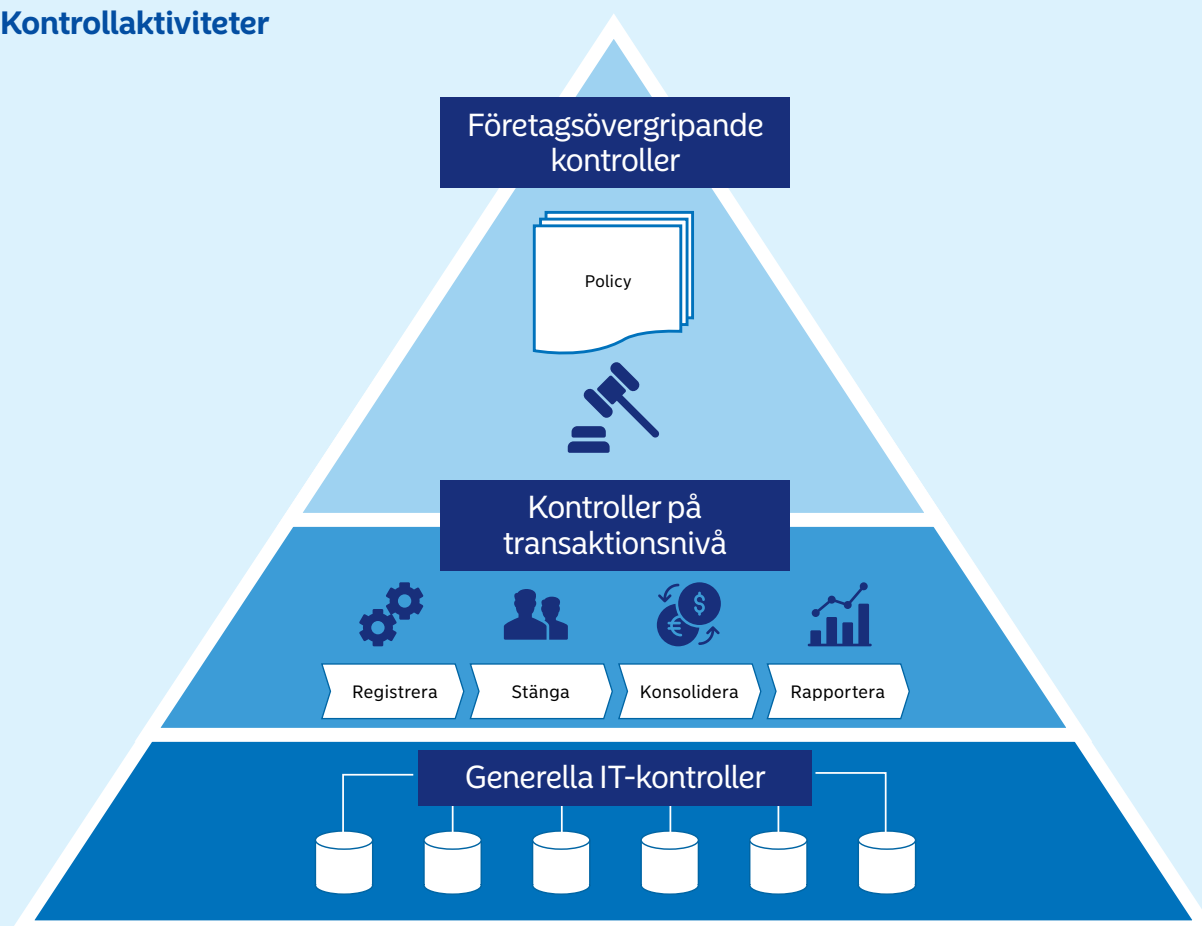 Kontrollaktiviteter
Företagsövergripande
kontroller
Policy
Kontroller på
transaktionsnivå
$
€
Registrera
Stänga
Konsolidera
Rapportera
Generella IT-kontroller